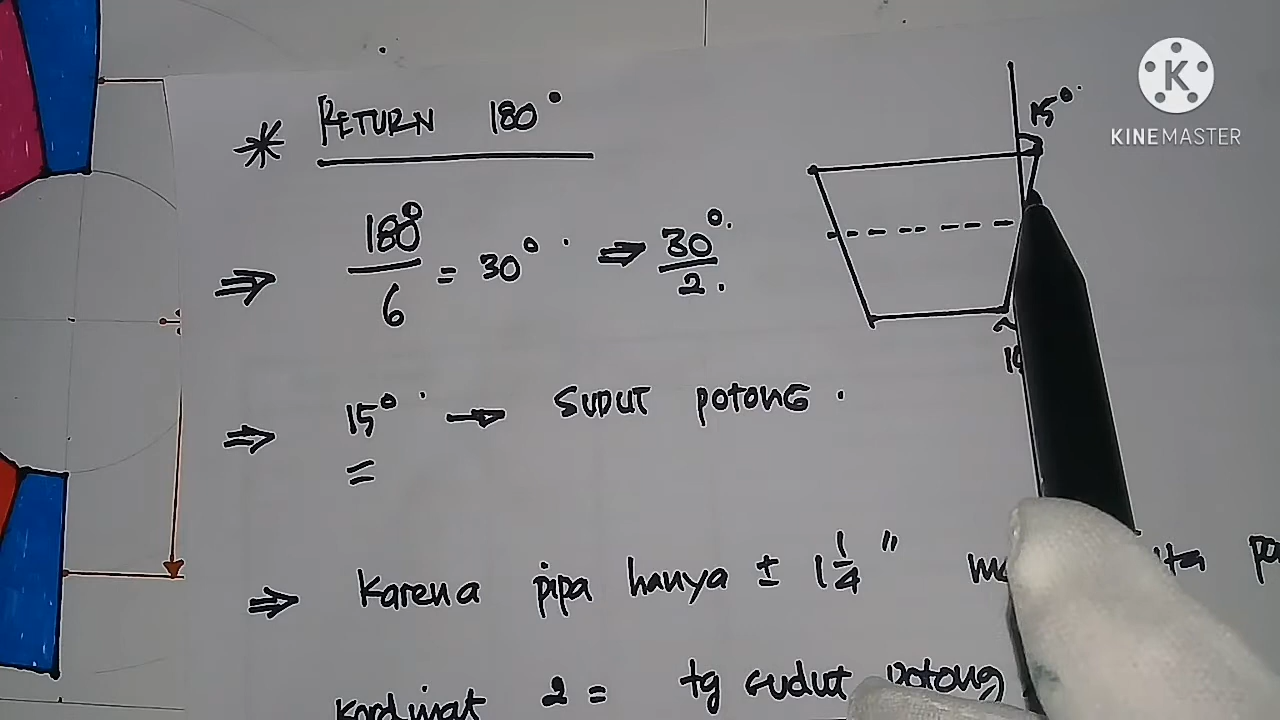 * RETURN 180°
15°
⇒ 180°/6 = 30° ⇒ 30°/2
⇒ 15° → SUDUT POTONG.
⇒ Karena pipa hanya ± 1 1/4"
Kordinat 2 = tg sudut potong
KINEMASTER